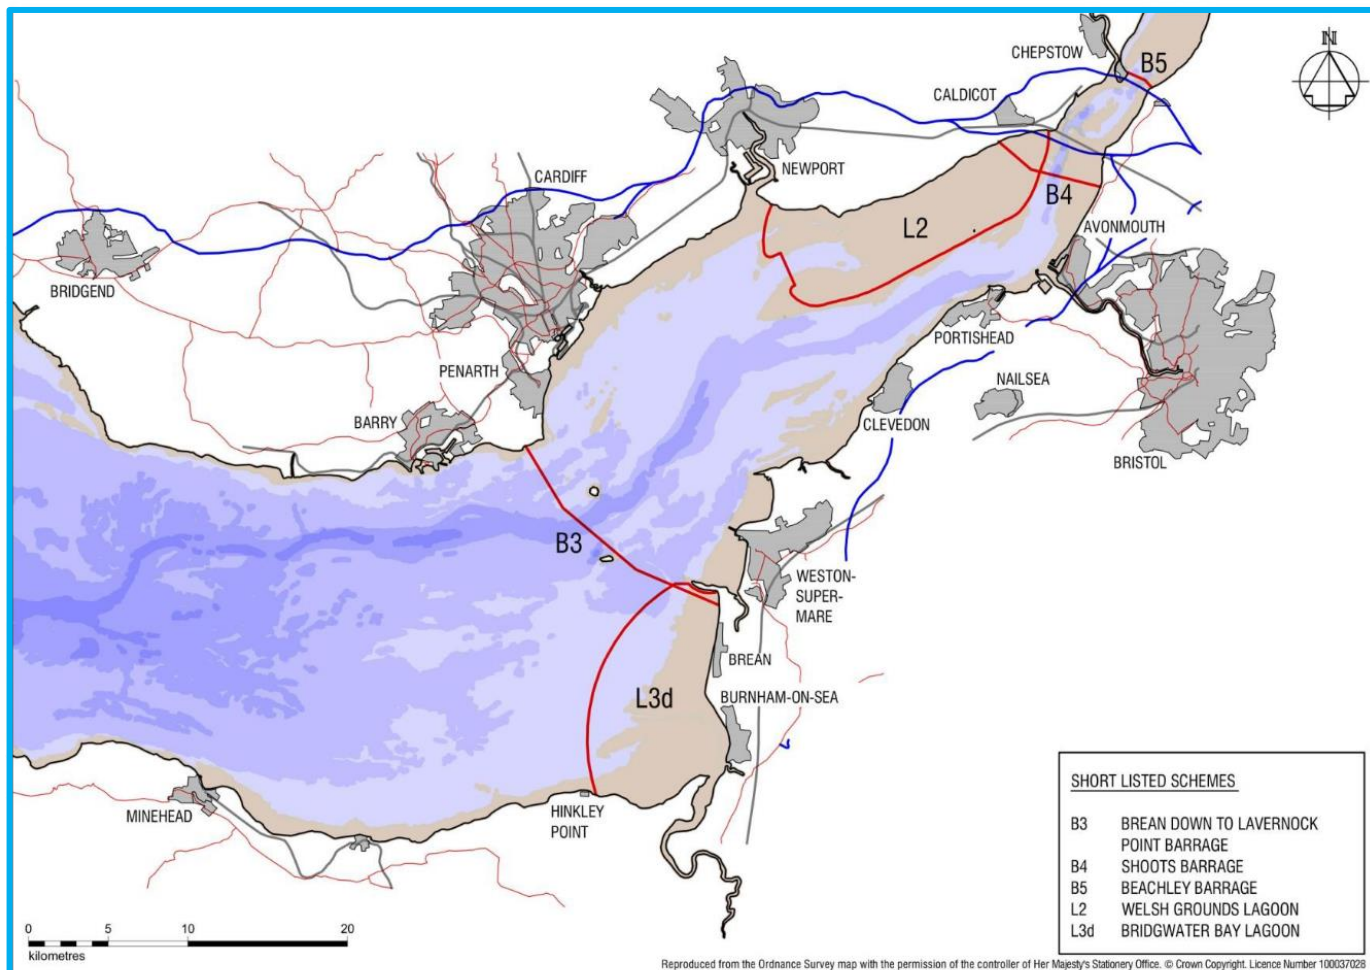 N
CHEPSTOW
B5
CALDICOT
NEWPORT
CARDIFF
B4
L2
AVONMOUTH
BRIDGEND
PORTISHEAD
PENARTH
NAILSEA
BARRY
CLEVEDON
BRISTOL
B3
WESTON-
SUPER-
MARE
BREAN
L3d
BURNHAM-ON-SEA
MINEHEAD
HINKLEY
POINT
SHORT LISTED SCHEMES
B3 BREAN DOWN TO LAVERNOCK
POINT BARRAGE
B4 SHOOTS BARRAGE
B5 BEACHLEY BARRAGE
L2 WELSH GROUNDS LAGOON
L3d BRIDGWATER BAY LAGOON
0 5 10 20
kilometres
Reproduced from the Ordnance Survey map with the permission of the controller of Her Majesty's Stationery Office. © Crown Copyright. Licence Number 100037028